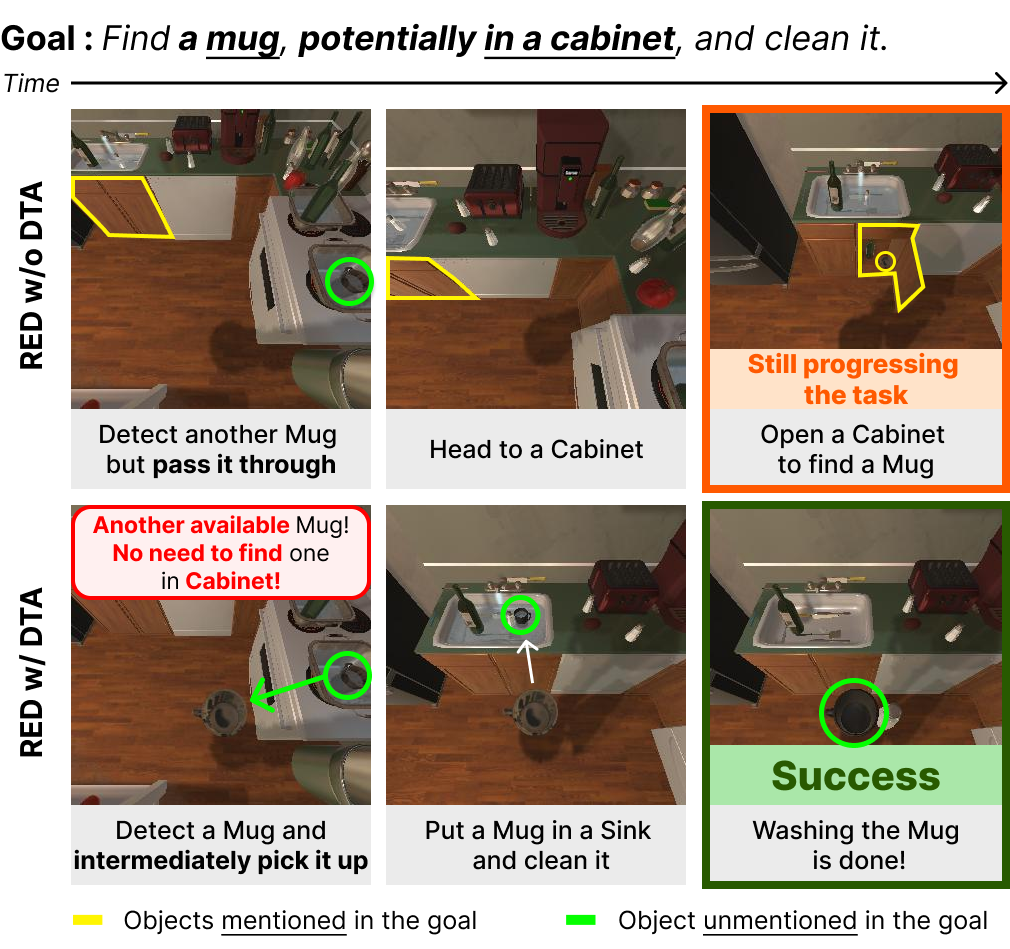 Goal : Find a mug, potentially in a cabinet, and clean it.
Time
RED w/o DTA
Detect another Mug
but pass it through
Head to a Cabinet
Still progressing
the task
Open a Cabinet
to find a Mug
RED w/ DTA
Another available Mug!
No need to find one
in Cabinet!
Detect a Mug and
intermediately pick it up
Put a Mug in a Sink
and clean it
Success
Washing the Mug
is done!
Objects mentioned in the goal
Object unmentioned in the goal